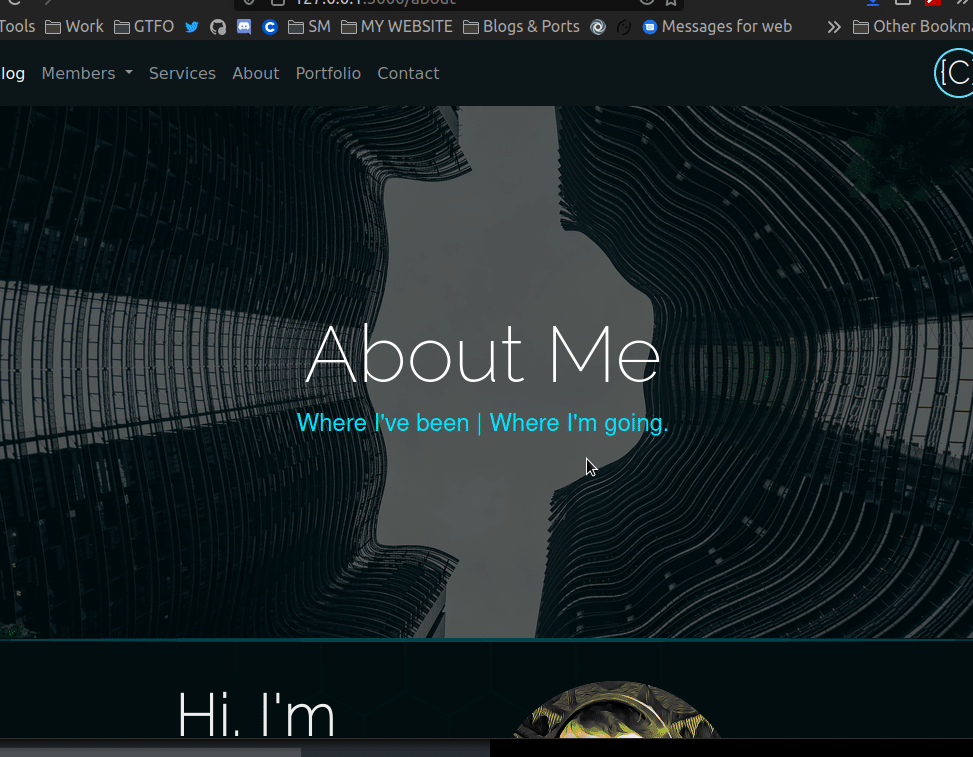 127.0.0.1:3000/about
Tools Work GTFO SM MY WEBSITE Blogs & Ports Messages for web Other Bookma
log Members Services About Portfolio Contact {C}
About Me
Where I've been | Where I'm going.
Hi. I'm